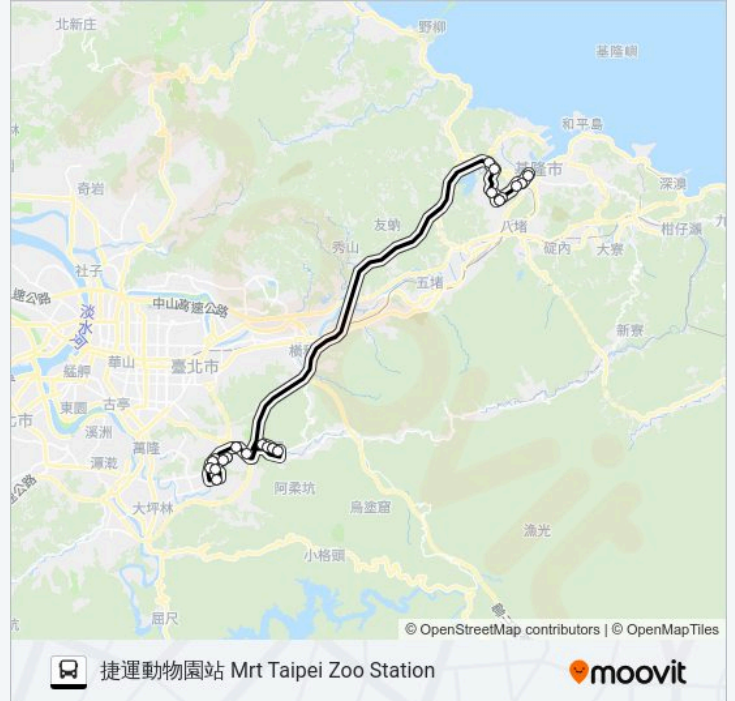 北新庄
野柳
基隆嶼
和平島
基隆市
深澳
奇岩
友蚋
八堵
柑仔瀨
碇內
大寮
秀山
社子
五堵
速公路
中山高速公路
淡水河
新寮
華山
艋舺
臺北市
東園
古亭
溪洲
萬隆
阿柔坑
烏塗窟
大坪林
漁光
小格頭
屈尺
© OpenStreetMap contributors | © OpenMapTiles
捷運動物園站 Mrt Taipei Zoo Station
moovit